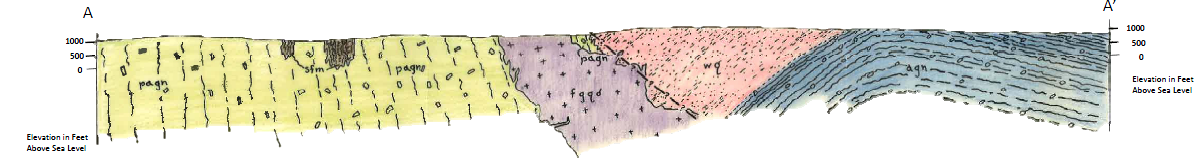 A
A'
1000
500
0
1000
500
0
pagn
sfm
pagn
pagn
fgqd
wq
agn
Elevation in Feet
Above Sea Level
Elevation in Feet
Above Sea Level